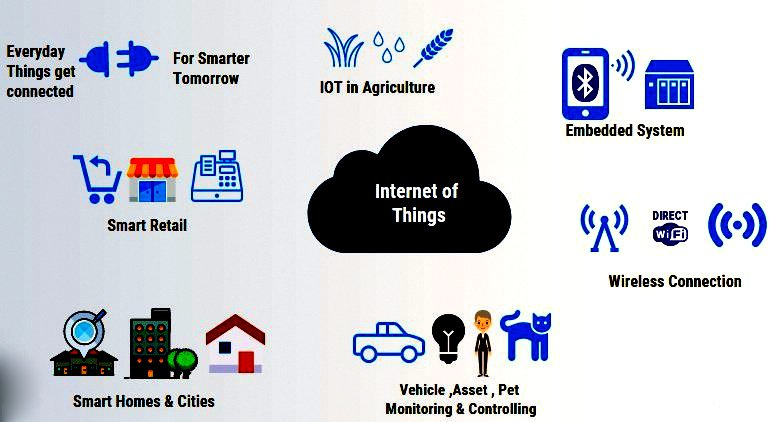 Everyday
Things get
connected
For Smarter
Tomorrow
IOT in Agriculture
Embedded System
Smart Retail
Internet of
Things
DIRECT
WiFi
Wireless Connection
Smart Homes & Cities
Vehicle ,Asset , Pet
Monitoring & Controlling